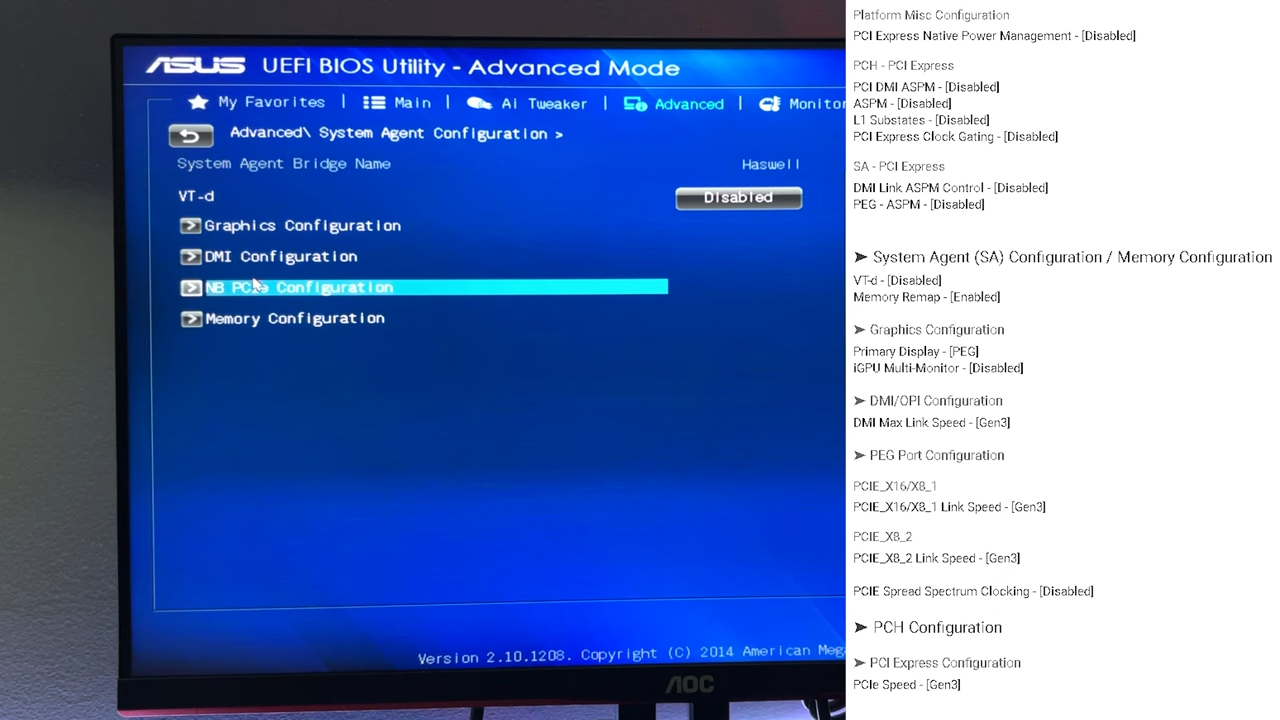 ASUS UEFI BIOS Utility - Advanced Mode
My Favorites | Main | Ai Tweaker | Advanced | Monitor
Advanced\ System Agent Configuration >
System Agent Bridge Name Haswell
VT-d Disabled
Graphics Configuration
DMI Configuration
NB PCIe Configuration
Memory Configuration
Version 2.10.1208. Copyright (C) 2014 American Mega
AOC
Platform Misc Configuration
PCI Express Native Power Management - [Disabled]
PCH - PCI Express
PCI DMI ASPM - [Disabled]
ASPM - [Disabled]
L1 Substates - [Disabled]
PCI Express Clock Gating - [Disabled]
SA - PCI Express
DMI Link ASPM Control - [Disabled]
PEG - ASPM - [Disabled]
➤ System Agent (SA) Configuration / Memory Configuration
VT-d - [Disabled]
Memory Remap - [Enabled]
➤ Graphics Configuration
Primary Display - [PEG]
iGPU Multi-Monitor - [Disabled]
➤ DMI/OPI Configuration
DMI Max Link Speed - [Gen3]
➤ PEG Port Configuration
PCIE_X16/X8_1
PCIE_X16/X8_1 Link Speed - [Gen3]
PCIE_X8_2
PCIE_X8_2 Link Speed - [Gen3]
PCIE Spread Spectrum Clocking - [Disabled]
➤ PCH Configuration
➤ PCI Express Configuration
PCIe Speed - [Gen3]